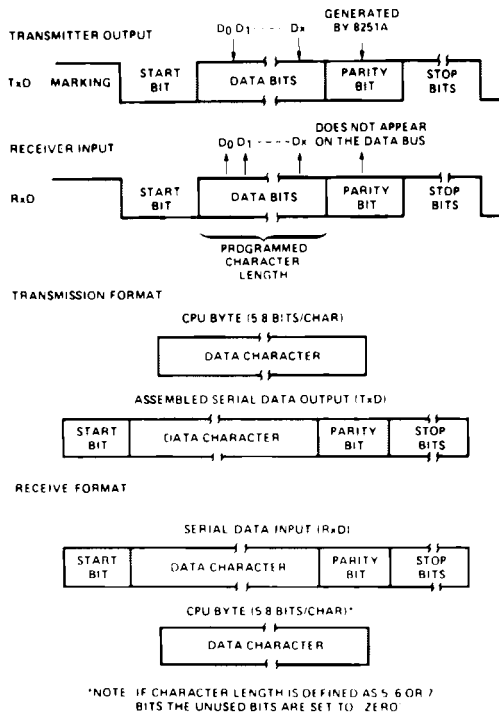 TRANSMITTER OUTPUT
D0 D1 ---- Dx
GENERATED
BY 8251A
TxD MARKING
START
BIT
DATA BITS
PARITY
BIT
STOP
BITS
RECEIVER INPUT
D0 D1 ---- Dx
DOES NOT APPEAR
ON THE DATA BUS
RxD
START
BIT
DATA BITS
PARITY
BIT
STOP
BITS
PROGRAMMED
CHARACTER
LENGTH
TRANSMISSION FORMAT
CPU BYTE (5 8 BITS/CHAR)
DATA CHARACTER
ASSEMBLED SERIAL DATA OUTPUT (TxD)
START
BIT
DATA CHARACTER
PARITY
BIT
STOP
BITS
RECEIVE FORMAT
SERIAL DATA INPUT (RxD)
START
BIT
DATA CHARACTER
PARITY
BIT
STOP
BITS
CPU BYTE (5 8 BITS/CHAR)*
DATA CHARACTER
*NOTE IF CHARACTER LENGTH IS DEFINED AS 5 6 OR 7
BITS THE UNUSED BITS ARE SET TO ZERO